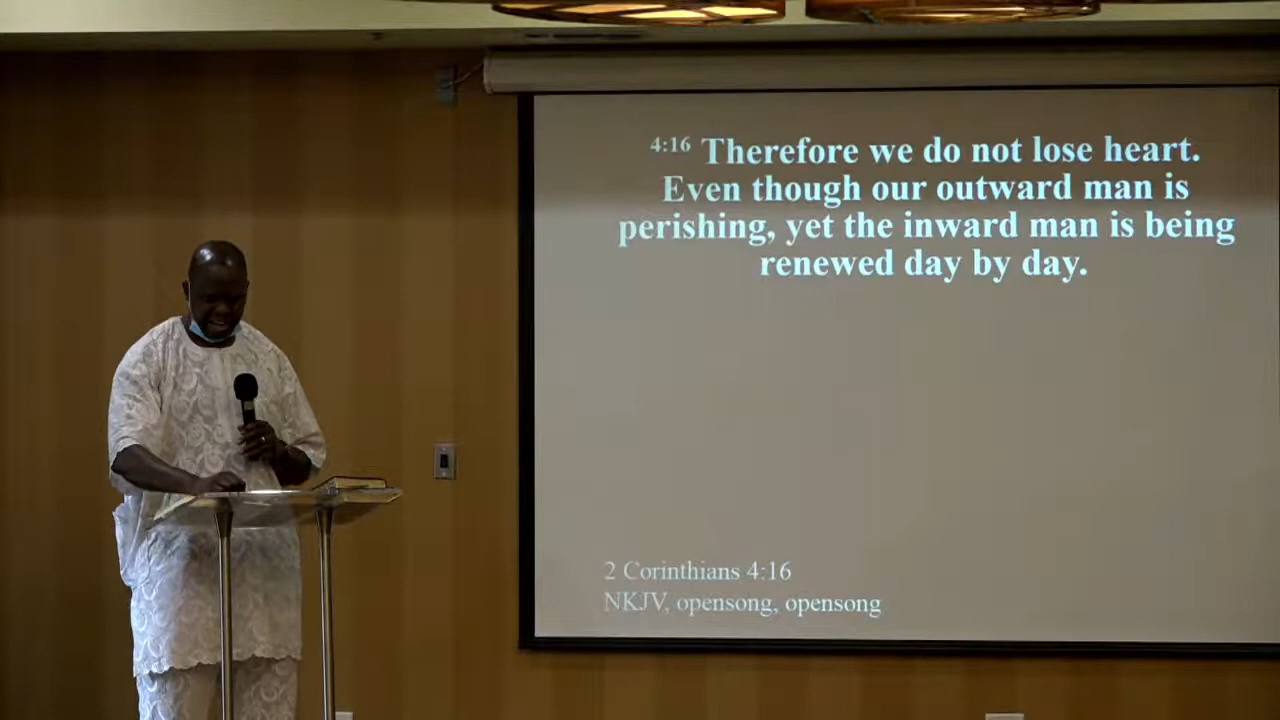 4:16 Therefore we do not lose heart.
Even though our outward man is
perishing, yet the inward man is being
renewed day by day.
2 Corinthians 4:16
NKJV, opensong, opensong